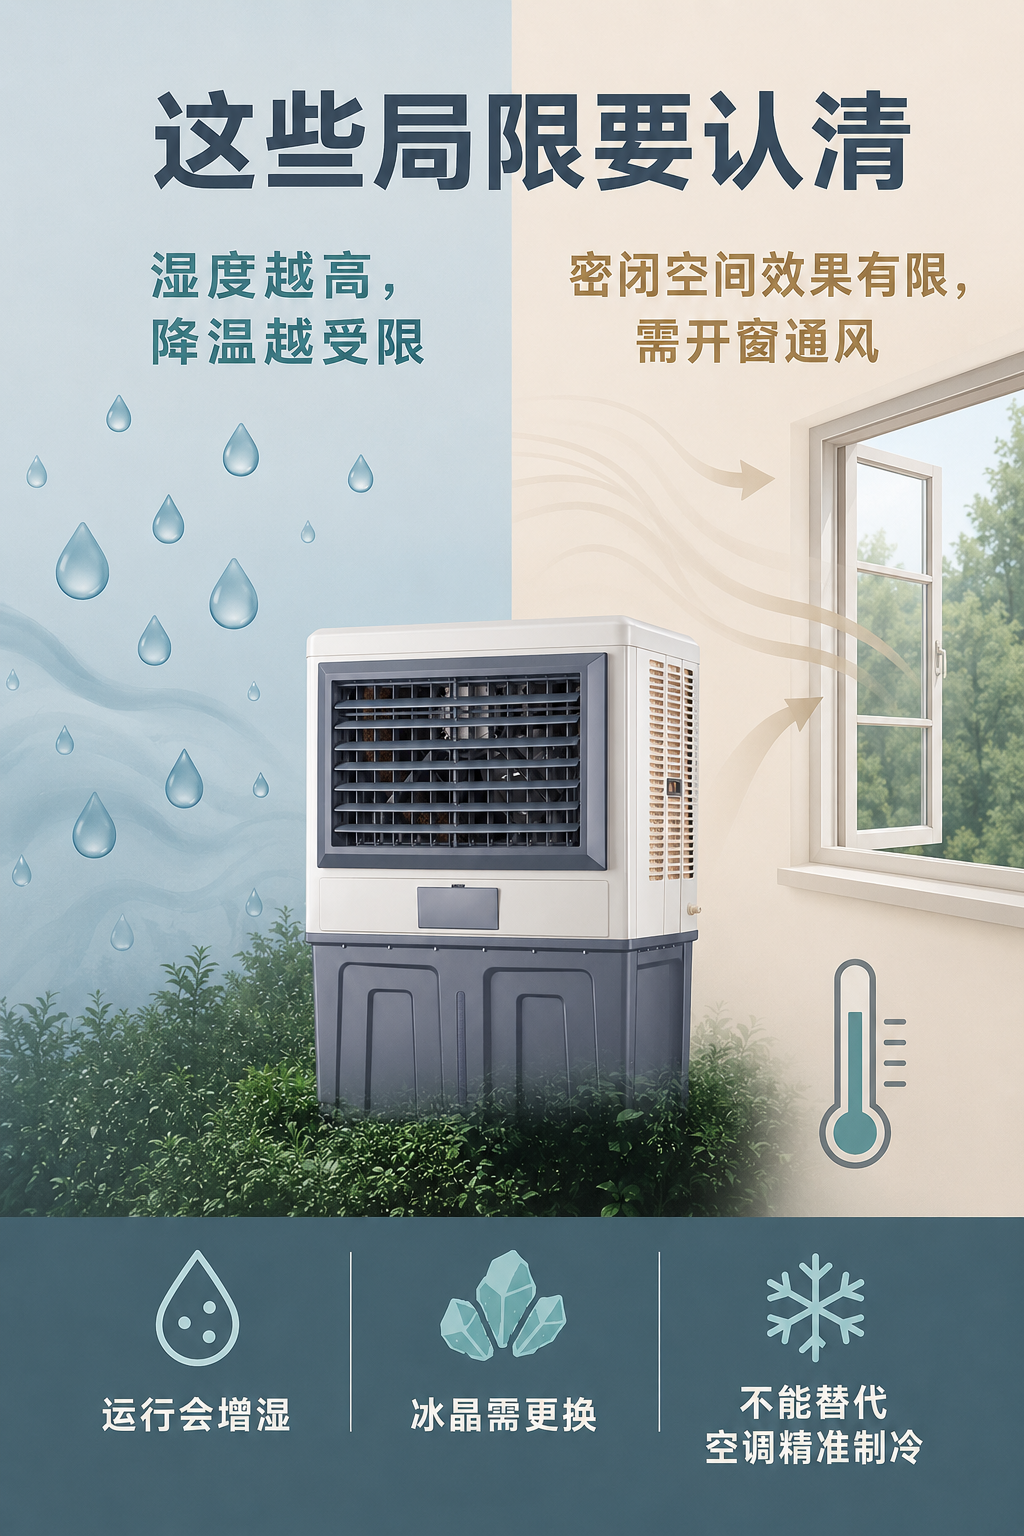 这些局限要认清
湿度越高，
降温越受限
密闭空间效果有限，
需开窗通风
运行会增湿
冰晶需更换
不能替代
空调精准制冷